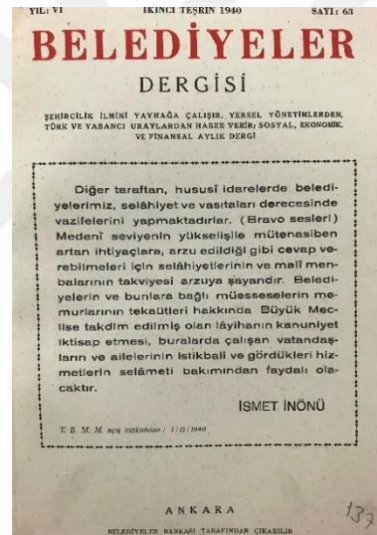 YIL: VI İKİNCİ TEŞRİN 1940 SAYI: 63
BELEDİYELER
DERGİSİ
ŞEHİRCİLİK İLMİNİ YAYMAĞA ÇALIŞIR, YERSEL YÖNETİMLERDEN,
TÜRK VE YABANCI URAYLARDAN HABER VERİR; SOSYAL, EKONOMİK,
VE FİNANSAL AYLIK DERGİ
Diğer taraftan, hususî idarelerde beledi-
yelerimiz, selâhiyet ve vasıtaları derecesinde
vazifelerini yapmaktadırlar. (Bravo sesleri)
Medenî seviyenin yükselişile mütenasiben
artan ihtiyaçlara, arzu edildiği gibi cevap ve-
rebilmeleri için selâhiyetlerinin ve malî men-
balarının takviyesi arzuya şayandır. Beledi-
yelerin ve bunlara bağlı müesseselerin me-
murlarının tekaütleri hakkında Büyük Mec-
lise takdim edilmiş olan lâyihanın kanuniyet
iktisap etmesi, buralarda çalışan vatandaş-
ların ve ailelerinin istikbali ve gördükleri hiz-
metlerin selâmeti bakımından faydalı ola-
caktır.
İSMET İNÖNÜ
T. B. M. M. açış nutkundan: 1/11/1940
ANKARA
137
BELEDİYELER BANKASI TARAFINDAN ÇIKARILIR